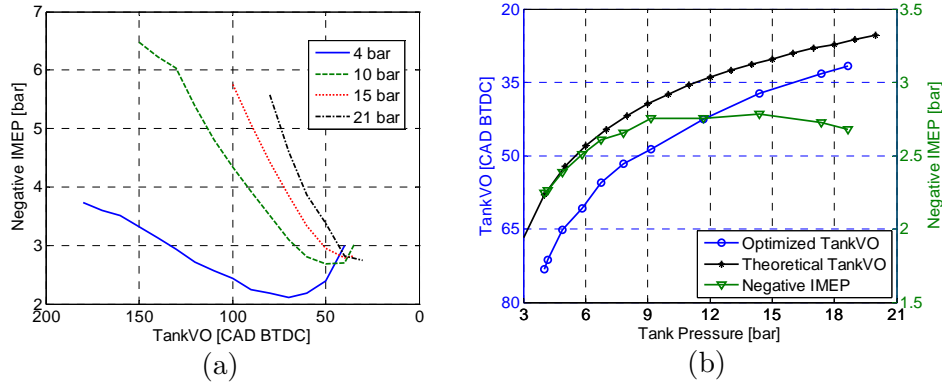 7
6
5
4
3
2
200
150
100
50
0
Negative IMEP [bar]
TankVO [CAD BTDC]
4 bar
10 bar
15 bar
21 bar
(a)
20
35
50
65
80
TankVO [CAD BTDC]
3.5
3
2.5
2
1.5
Negative IMEP [bar]
3
6
9
12
15
18
21
Tank Pressure [bar]
Optimized TankVO
Theoretical TankVO
Negative IMEP
(b)